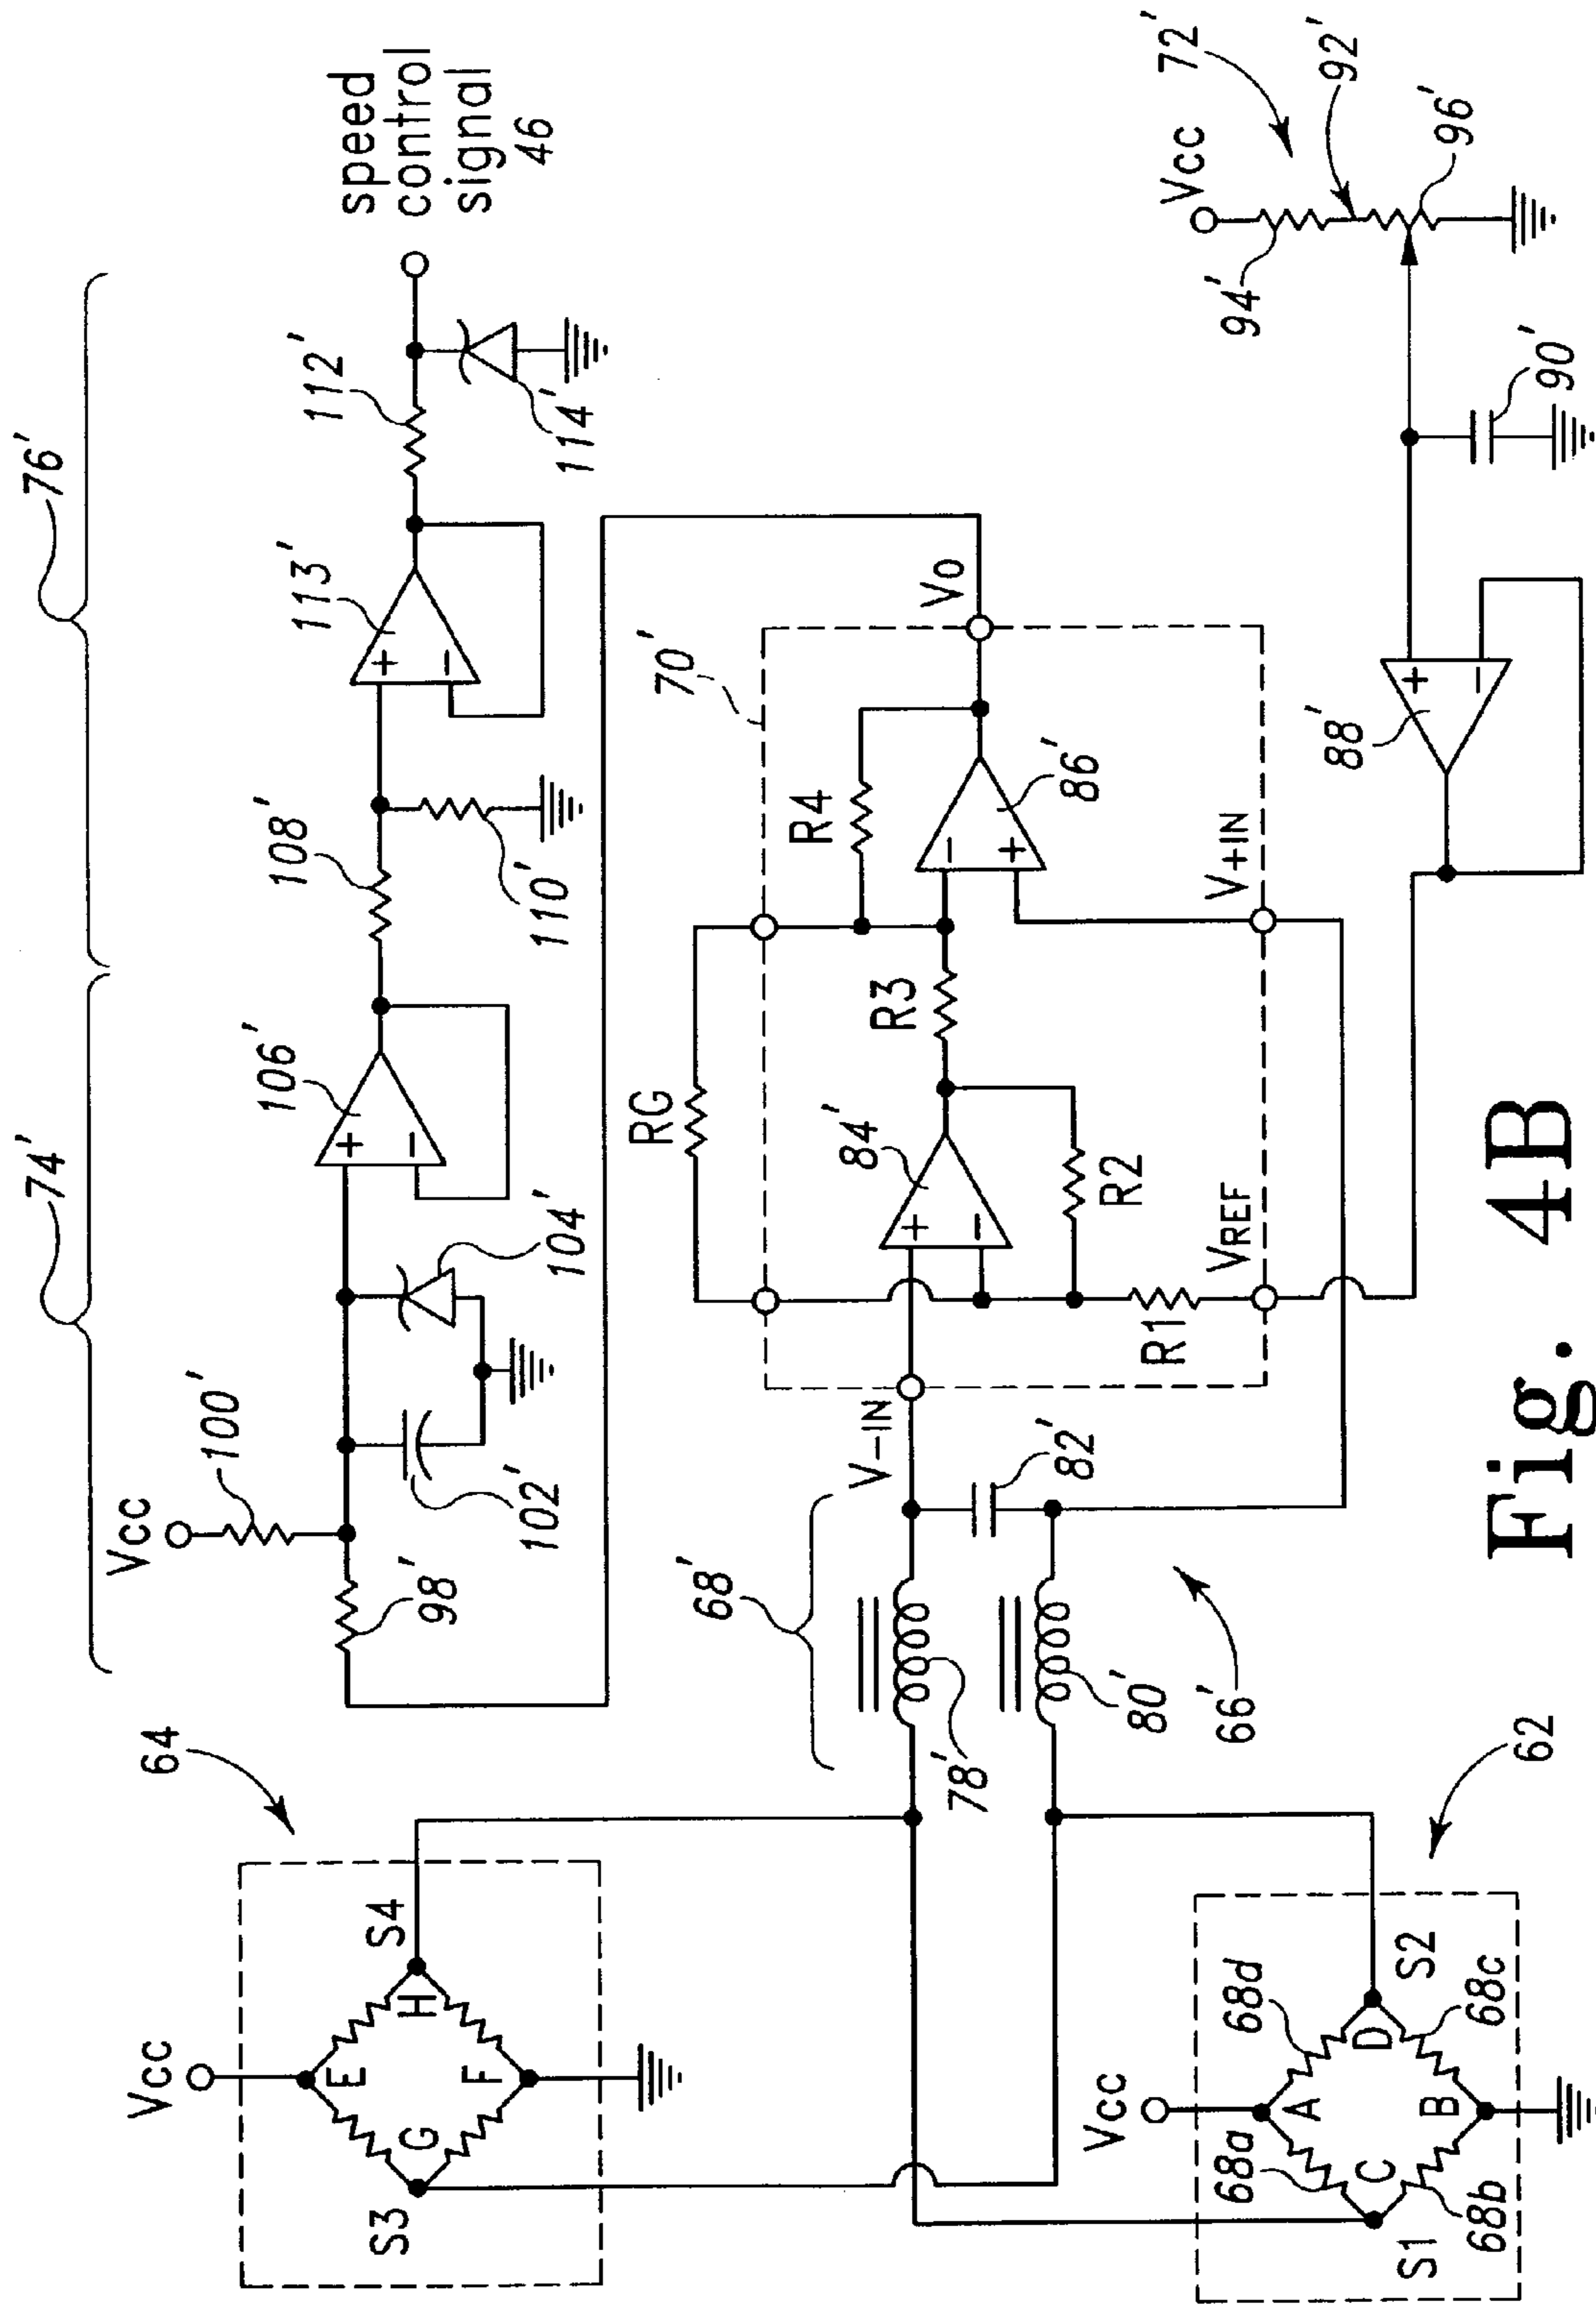 74'
76'
Vcc
100'
98'
102'
104'
106'
108'
110'
113'
112'
114'
speed
control
signal
46
64
Vcc
E
F
G
H
S3
S4
68'
78'
80'
66'
82'
V-IN
RG
70'
84'
R1
R2
R3
R4
86'
Vo
VREF
V+IN
62
Vcc
A
B
C
D
S1
S2
68a
68b
68c
68d
88'
90'
Vcc
72'
92'
94'
96'
+
−
+
−
+
−
−
+
+
−
Fig. 4B